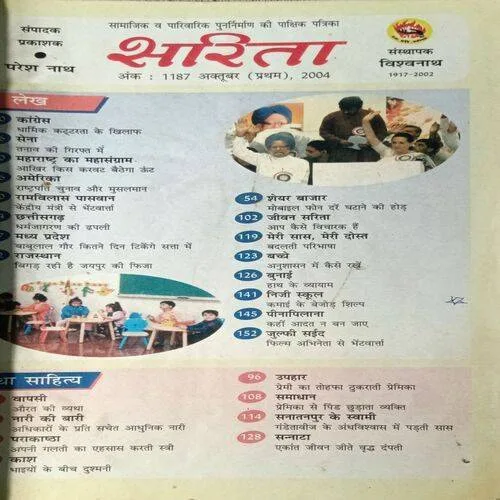 संपादक
प्रकाशक
परेश नाथ
सामाजिक व पारिवारिक पुनर्निर्माण की पाक्षिक पत्रिका
सरिता
अंक : 1187 अक्तूबर (प्रथम), 2004
संस्थापक
विश्वनाथ
1917-2002
लेख
कांग्रेस
धार्मिक कट्टरता के खिलाफ
सेना
तनाव की गिरफ्त में
महाराष्ट्र का महासंग्राम
आखिर किस करवट बैठेगा ऊंट
अमेरिका
राष्ट्रपति चुनाव और मुसलमान
रामविलास पासवान
केंद्रीय मंत्री से भेंटवार्ता
छत्तीसगढ़
धर्मजागरण की ढपली
मध्य प्रदेश
बाबूलाल गौर कितने दिन टिकेंगे सत्ता में
राजस्थान
बिगड़ रही है जयपुर की फिजा
54 शेयर बाजार
मोबाइल फोन दरें घटाने की होड़
102 जीवन सरिता
आप कैसे विचारक हैं
119 मेरी सास, मेरी दोस्त
बदलती परिभाषा
123 बच्चे
अनुशासन में कैसे रखें
126 बुनाई
हाथ के व्यायाम
141 निजी स्कूल
कमाई के बेजोड़ शिल्प
145 पीनापिलाना
कहीं आदत न बन जाए
152 जुल्फी सईद
फिल्म अभिनेता से भेंटवार्ता
था साहित्य
वापसी
औरत की व्यथा
नारी की बारी
अधिकारों के प्रति सचेत आधुनिक नारी
पराकाष्ठा
अपनी गलती का एहसास करती स्त्री
काश
भाइयों के बीच दुश्मनी
96 उपहार
प्रेमी का तोहफा ठुकराती प्रेमिका
108 समाधान
प्रेमिका से पिंड छुड़ाता व्यक्ति
114 सनातनपुर के स्वामी
गंडेतावीज के अंधविश्वास में पड़ती सास
128 सन्नाटा
एकांत जीवन जीते वृद्ध दंपती